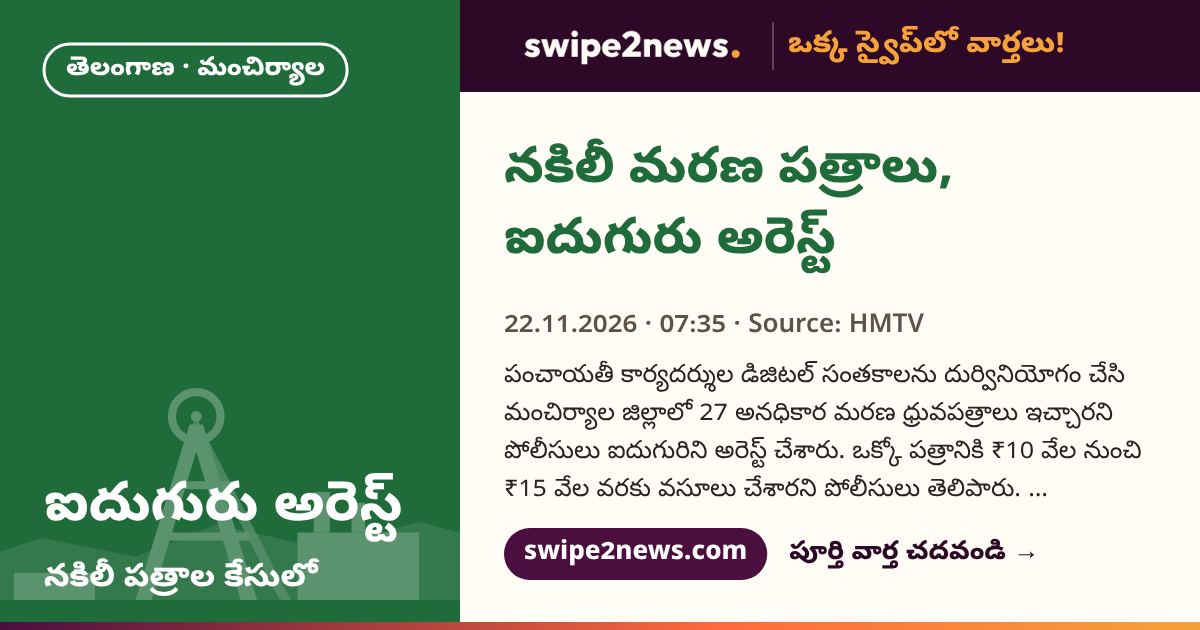 తెలంగాణ · మంచిర్యాల
ఐదుగురు అరెస్ట్
నకిలీ పత్రాల కేసులో
swipe2news.
ఒక్క స్వైప్‌లో వార్తలు!
నకిలీ మరణ పత్రాలు,
ఐదుగురు అరెస్ట్
22.11.2026 · 07:35 · Source: HMTV
పంచాయతీ కార్యదర్శుల డిజిటల్ సంతకాలను దుర్వినియోగం చేసి
మంచిర్యాల జిల్లాలో 27 అనధికార మరణ ధ్రువపత్రాలు ఇచ్చారని
పోలీసులు ఐదుగురిని అరెస్ట్ చేశారు. ఒక్కో పత్రానికి ₹10 వేల నుంచి
₹15 వేల వరకు వసూలు చేశారని పోలీసులు తెలిపారు. ...
swipe2news.com
పూర్తి వార్త చదవండి →